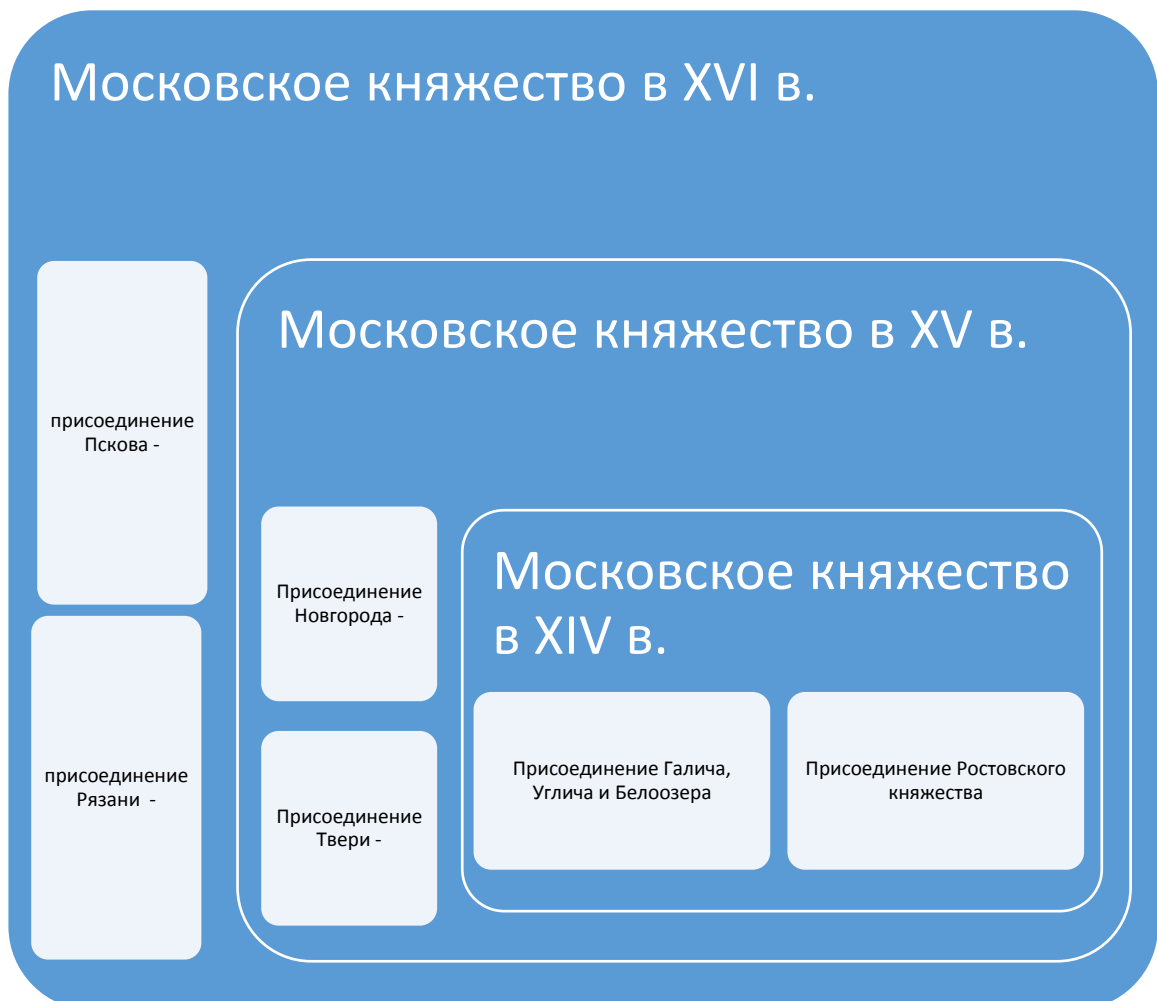 Московское княжество в XVI в.
присоединение
Пскова -
присоединение
Рязани -
Московское княжество в XV в.
Присоединение
Новгорода -
Присоединение
Твери -
Московское княжество
в XIV в.
Присоединение Галича,
Углича и Белоозера
Присоединение Ростовского
княжества